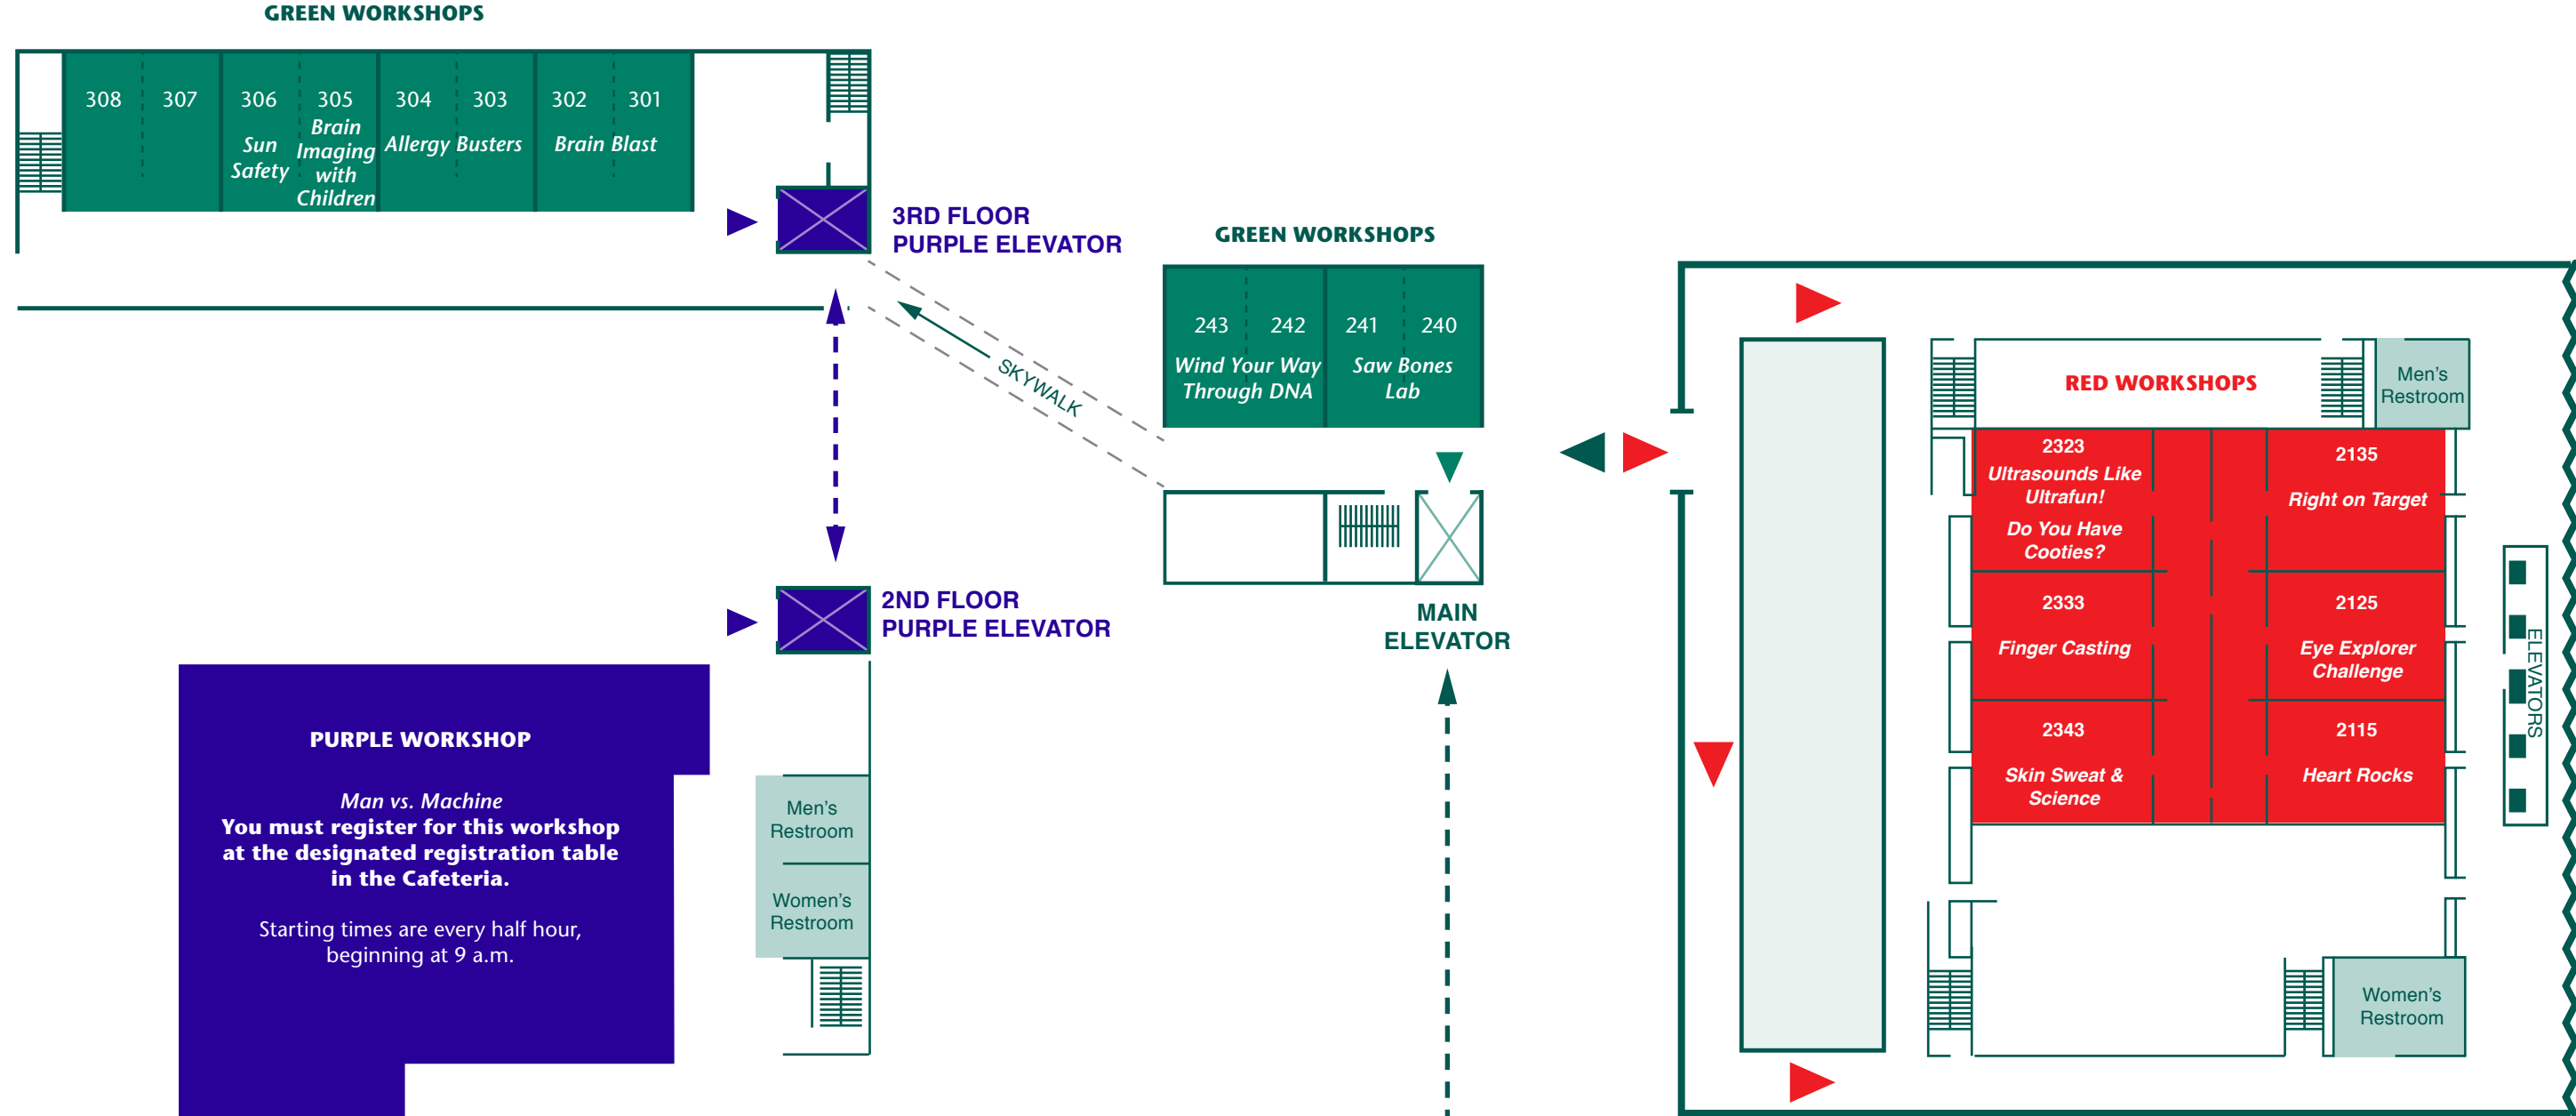 GREEN WORKSHOPS
308 307 306 305 304 303 302 301
Sun
Safety
Brain
Imaging
with
Children
Allergy Busters
Brain Blast
3RD FLOOR
PURPLE ELEVATOR
SKYWALK
GREEN WORKSHOPS
243 242 241 240
Wind Your Way
Through DNA
Saw Bones
Lab
MAIN
ELEVATOR
2ND FLOOR
PURPLE ELEVATOR
PURPLE WORKSHOP
Man vs. Machine
You must register for this workshop
at the designated registration table
in the Cafeteria.
Starting times are every half hour,
beginning at 9 a.m.
Men’s
Restroom
Women’s
Restroom
RED WORKSHOPS
Men’s
Restroom
2323
Ultrasounds Like
Ultrafun!
Do You Have
Cooties?
2135
Right on Target
2333
Finger Casting
2125
Eye Explorer
Challenge
2343
Skin Sweat &
Science
2115
Heart Rocks
ELEVATORS
Women’s
Restroom